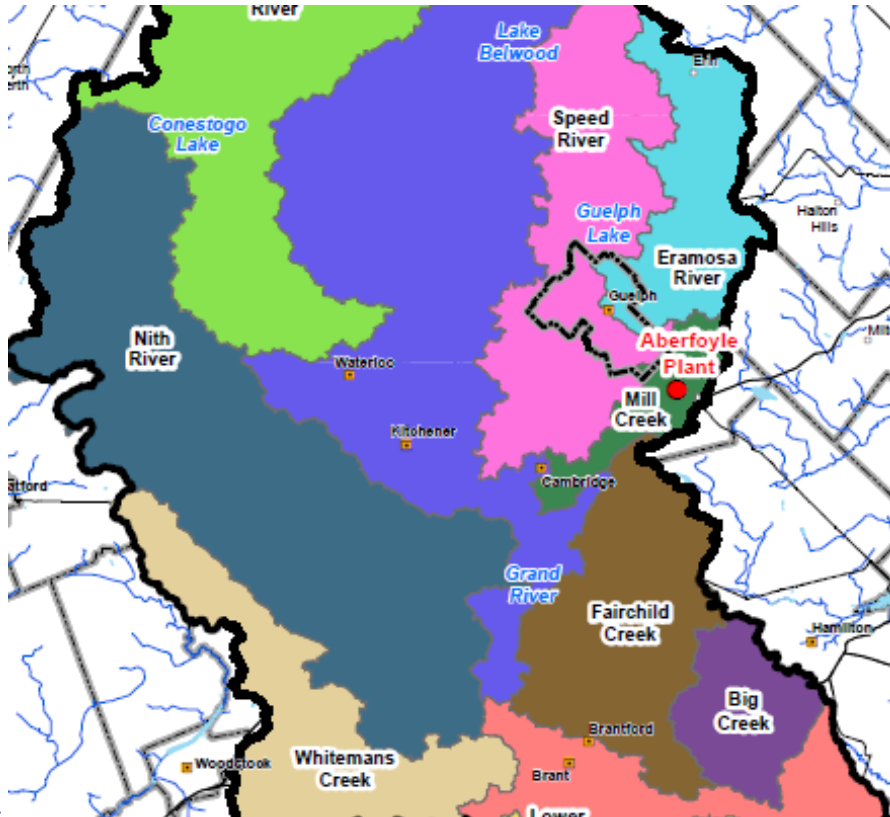 River
Lake
Belwood
Erin
Speed
River
Conestogo
Lake
Halton
Hills
Guelph
Lake
Eramosa
River
Guelph
Nith
River
Aberfoyle
Plant
Waterloo
Mill
Creek
Kitchener
Cambridge
Grand
River
Fairchild
Creek
Hamilton
Big
Creek
Brantford
Whitemans
Creek
Woodstock
Brant
Lower